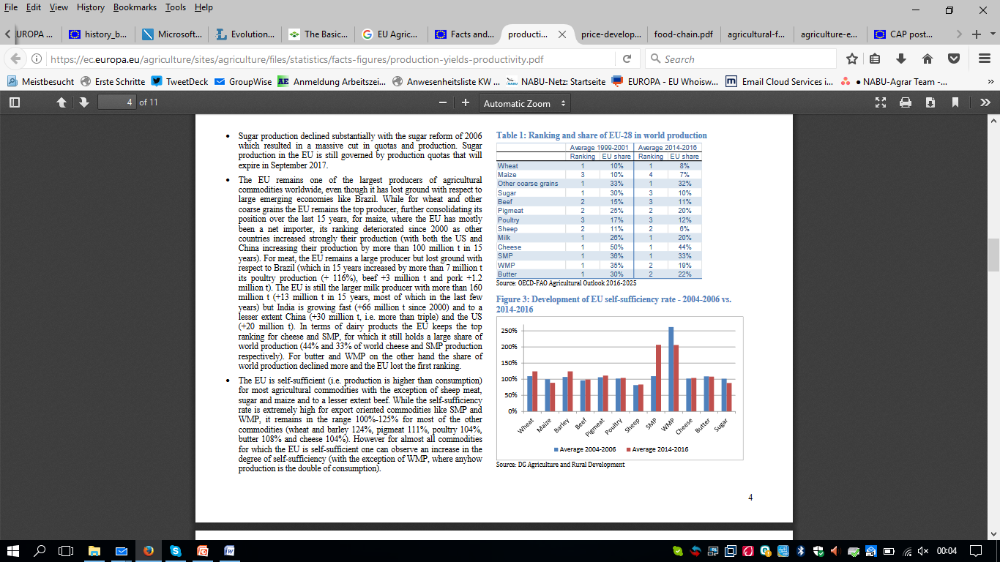 File Edit View History Bookmarks Tools Help
UROPA ... history_b... Microsoft... Evolution... The Basic... EU Agric... Facts and... producti... price-develop... food-chain.pdf agricultural-f... agriculture-e... CAP post...
https://ec.europa.eu/agriculture/sites/agriculture/files/statistics/facts-figures/production-yields-productivity.pdf Search
Meistbesucht Erste Schritte TweetDeck GroupWise Anmeldung Arbeitszei... Anwesenheitsliste KW ... NABU-Netz: Startseite EUROPA - EU Whoisw... Email Cloud Services i... • NABU-Agrar Team -...
4 of 11 Automatic Zoom
• Sugar production declined substantially with the sugar reform of 2006
which resulted in a massive cut in quotas and production. Sugar
production in the EU is still governed by production quotas that will
expire in September 2017.
• The EU remains one of the largest producers of agricultural
commodities worldwide, even though it has lost ground with respect to
large emerging economies like Brazil. While for wheat and other
coarse grains the EU remains the top producer, further consolidating its
position over the last 15 years, for maize, where the EU has mostly
been a net importer, its ranking deteriorated since 2000 as other
countries increased strongly their production (with both the US and
China increasing their production by more than 100 million t in 15
years). For meat, the EU remains a large producer but lost ground with
respect to Brazil (which in 15 years increased by more than 7 million t
its poultry production (+ 116%), beef +3 million t and pork +1.2
million t). The EU is still the larger milk producer with more than 160
million t (+13 million t in 15 years, most of which in the last few
years) but India is growing fast (+66 million t since 2000) and to a
lesser extent China (+30 million t, i.e. more than triple) and the US
(+20 million t). In terms of dairy products the EU keeps the top
ranking for cheese and SMP, for which it still holds a large share of
world production (44% and 33% of world cheese and SMP production
respectively). For butter and WMP on the other hand the share of
world production declined more and the EU lost the first ranking.
• The EU is self-sufficient (i.e. production is higher than consumption)
for most agricultural commodities with the exception of sheep meat,
sugar and maize and to a lesser extent beef. While the self-sufficiency
rate is extremely high for export oriented commodities like SMP and
WMP, it remains in the range 100%-125% for most of the other
commodities (wheat and barley 124%, pigmeat 111%, poultry 104%,
butter 108% and cheese 104%). However for almost all commodities
for which the EU is self-sufficient one can observe an increase in the
degree of self-sufficiency (with the exception of WMP, where anyhow
production is the double of consumption).
Table 1: Ranking and share of EU-28 in world production
Average 1999-2001 Average 2014-2016
Ranking EU share Ranking EU share
Wheat 1 10% 1 8%
Maize 3 10% 4 7%
Other coarse grains 1 33% 1 32%
Sugar 1 30% 3 10%
Beef 2 15% 3 11%
Pigmeat 2 25% 2 20%
Poultry 3 17% 3 12%
Sheep 2 11% 2 6%
Milk 1 26% 1 20%
Cheese 1 50% 1 44%
SMP 1 36% 1 33%
WMP 1 35% 2 19%
Butter 1 30% 2 22%
Source: OECD-FAO Agricultural Outlook 2016-2025
Figure 3: Development of EU self-sufficiency rate - 2004-2006 vs.
2014-2016
250%
200%
150%
100%
50%
0%
Wheat Maize Barley Beef Pigmeat Poultry Sheep SMP WMP Cheese Butter Sugar
Average 2004-2006 Average 2014-2016
Source: DG Agriculture and Rural Development
4
00:04